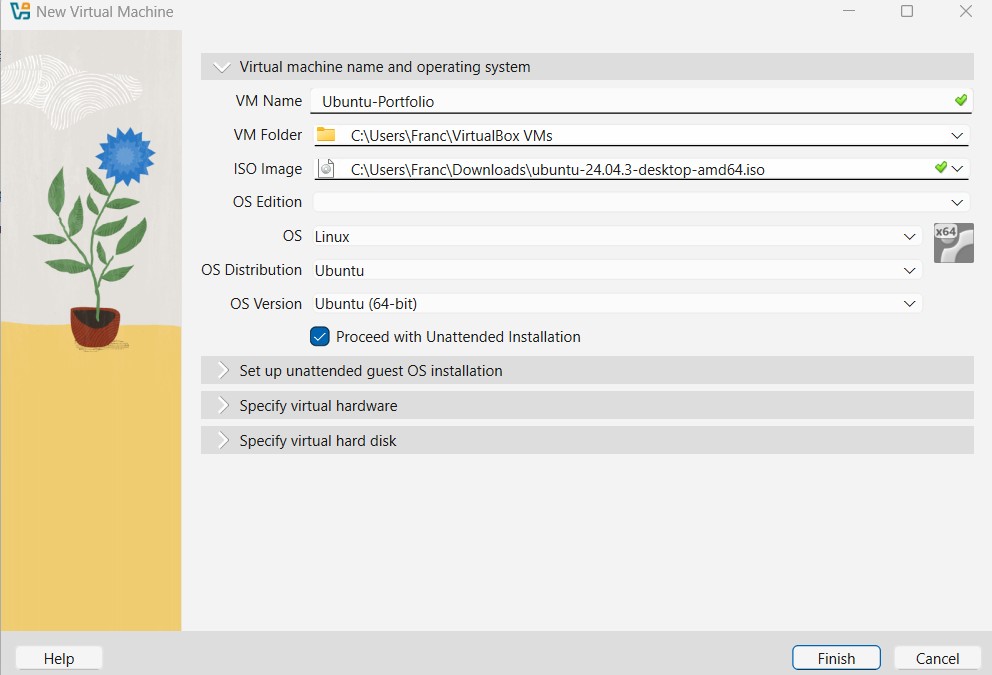 New Virtual Machine
Virtual machine name and operating system
VM Name Ubuntu-Portfolio
VM Folder C:\Users\Franc\VirtualBox VMs
ISO Image C:\Users\Franc\Downloads\ubuntu-24.04.3-desktop-amd64.iso
OS Edition
OS Linux
x64
OS Distribution Ubuntu
OS Version Ubuntu (64-bit)
Proceed with Unattended Installation
Set up unattended guest OS installation
Specify virtual hardware
Specify virtual hard disk
Help Finish Cancel